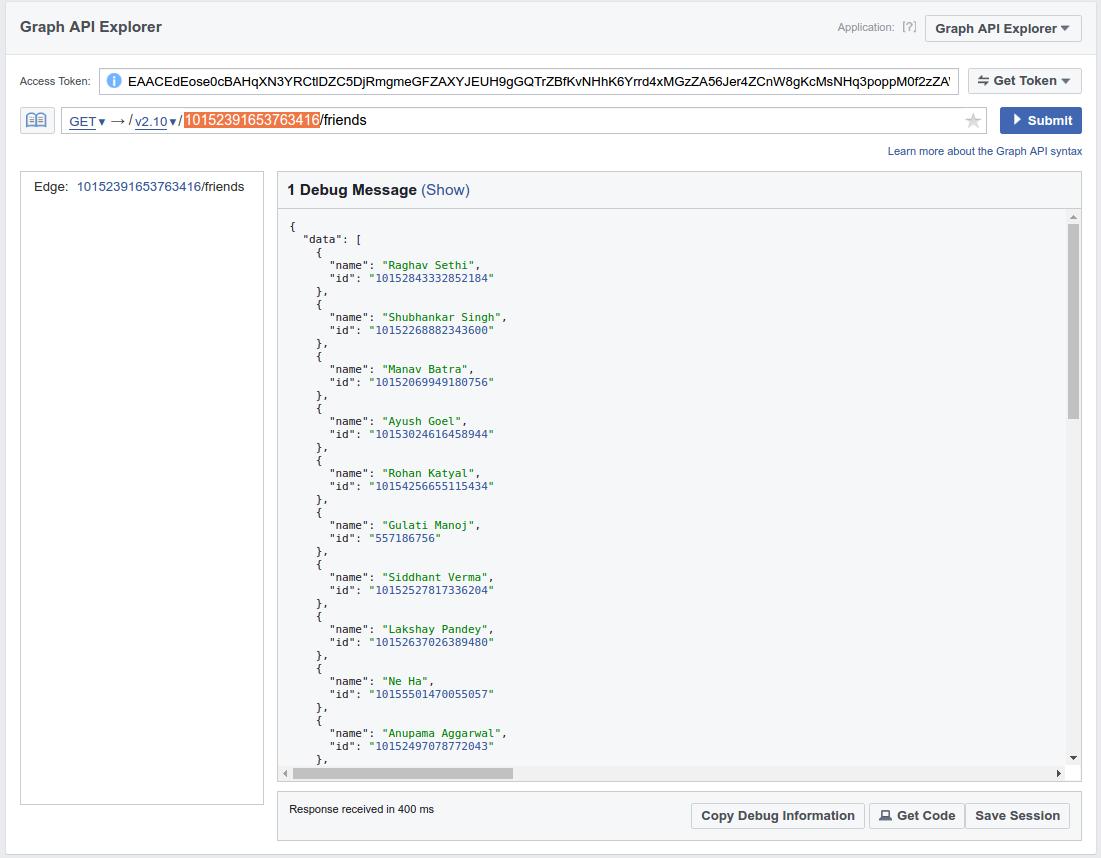 Graph API Explorer
Application: [?] Graph API Explorer
Access Token: EAACEdEose0cBAHqXN3YRCtlDZC5DjRmgmeGFZAXYJEUH9gGQTrZBfKvNHhK6Yrrd4xMGzZA56Jer4ZCnW8gKcMsNHq3poppM0f2zZA Get Token
GET → / v2.10 / 10152391653763416/friends Submit
Learn more about the Graph API syntax
Edge: 10152391653763416/friends
1 Debug Message (Show)
{
"data": [
{
"name": "Raghav Sethi",
"id": "10152843332852184"
},
{
"name": "Shubhankar Singh",
"id": "10152268882343600"
},
{
"name": "Manav Batra",
"id": "10152069949180756"
},
{
"name": "Ayush Goel",
"id": "10153024616458944"
},
{
"name": "Rohan Katyal",
"id": "10154256655115434"
},
{
"name": "Gulati Manoj",
"id": "557186756"
},
{
"name": "Siddhant Verma",
"id": "10152527817336204"
},
{
"name": "Lakshay Pandey",
"id": "10152637026389480"
},
{
"name": "Ne Ha",
"id": "10155501470055057"
},
{
"name": "Anupama Aggarwal",
"id": "10152497078772043"
},
Response received in 400 ms
Copy Debug Information Get Code Save Session